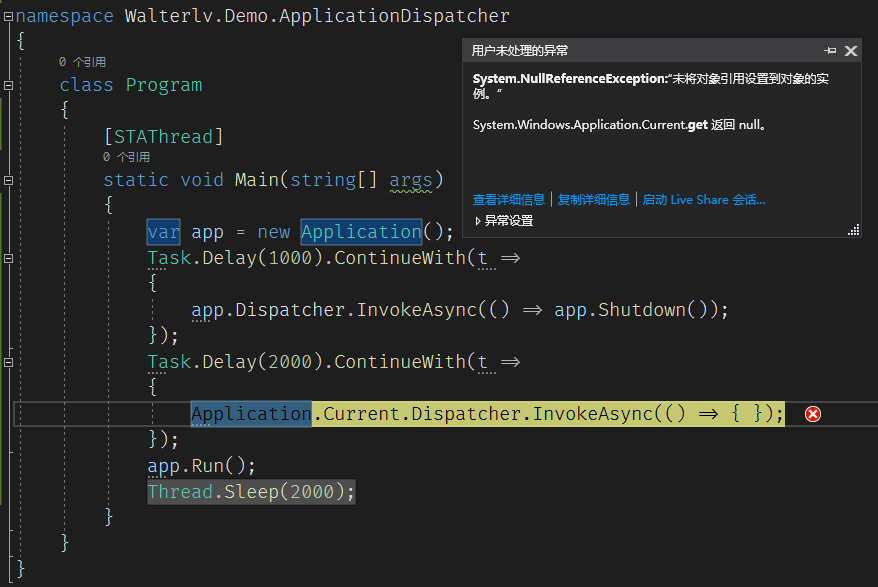 namespace Walterlv.Demo.ApplicationDispatcher
{
0 个引用
class Program
{
[STAThread]
0 个引用
static void Main(string[] args)
{
var app = new Application();
Task.Delay(1000).ContinueWith(t =>
{
app.Dispatcher.InvokeAsync(() => app.Shutdown());
});
Task.Delay(2000).ContinueWith(t =>
{
Application.Current.Dispatcher.InvokeAsync(() => { });
});
app.Run();
Thread.Sleep(2000);
}
}
}
用户未处理的异常
System.NullReferenceException:“未将对象引用设置到对象的实
例。”
System.Windows.Application.Current.get 返回 null。
查看详细信息 | 复制详细信息 | 启动 Live Share 会话...
异常设置